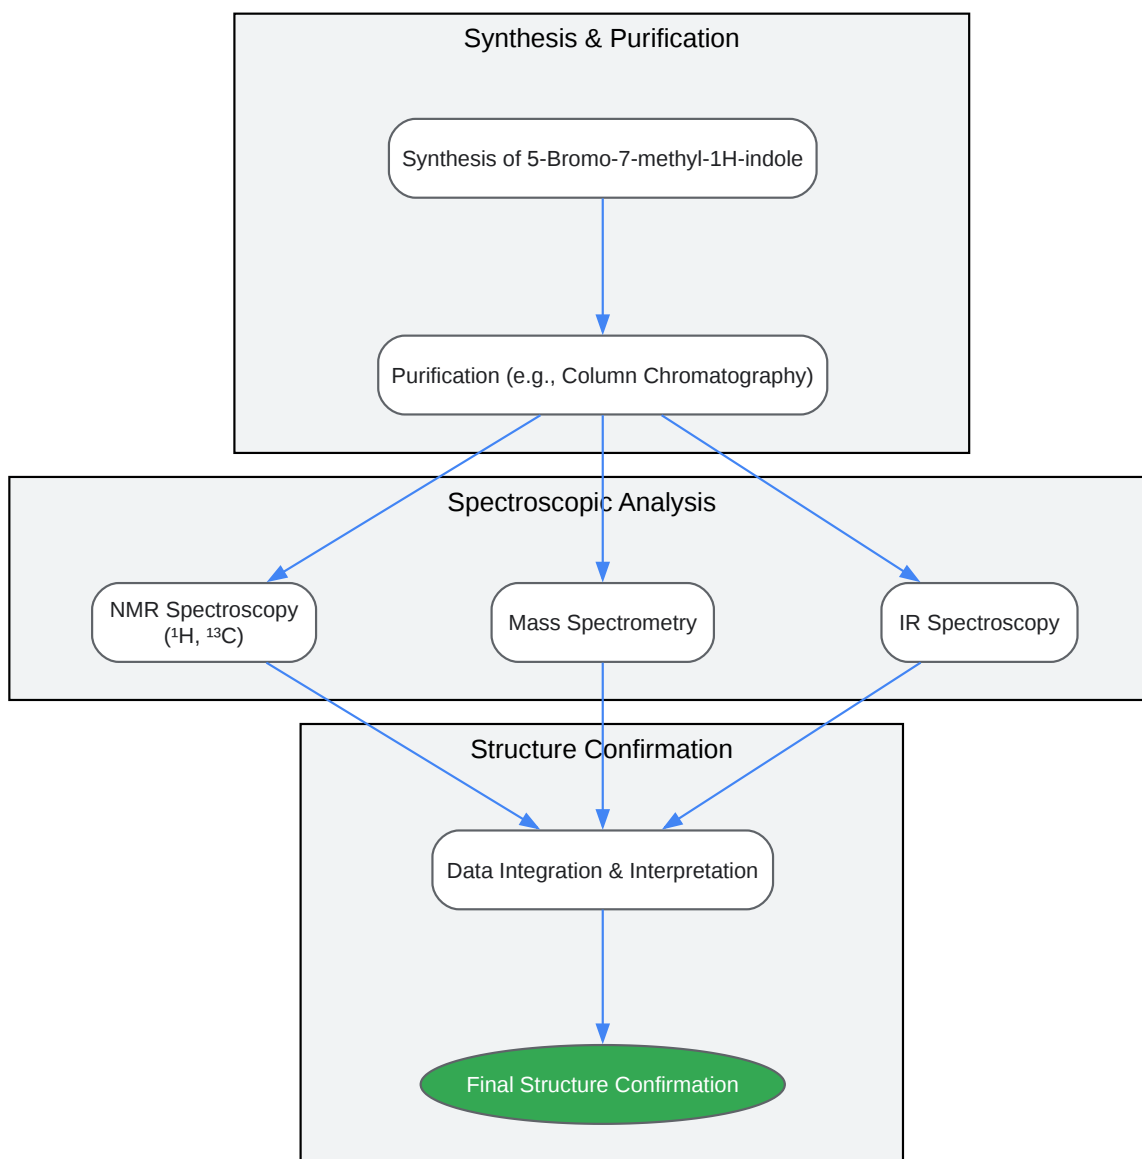 Synthesis & Purification
Synthesis of 5-Bromo-7-methyl-1H-indole
Purification (e.g., Column Chromatography)
Spectroscopic Analysis
NMR Spectroscopy
(¹H, ¹³C)
Mass Spectrometry
IR Spectroscopy
Structure Confirmation
Data Integration & Interpretation
Final Structure Confirmation